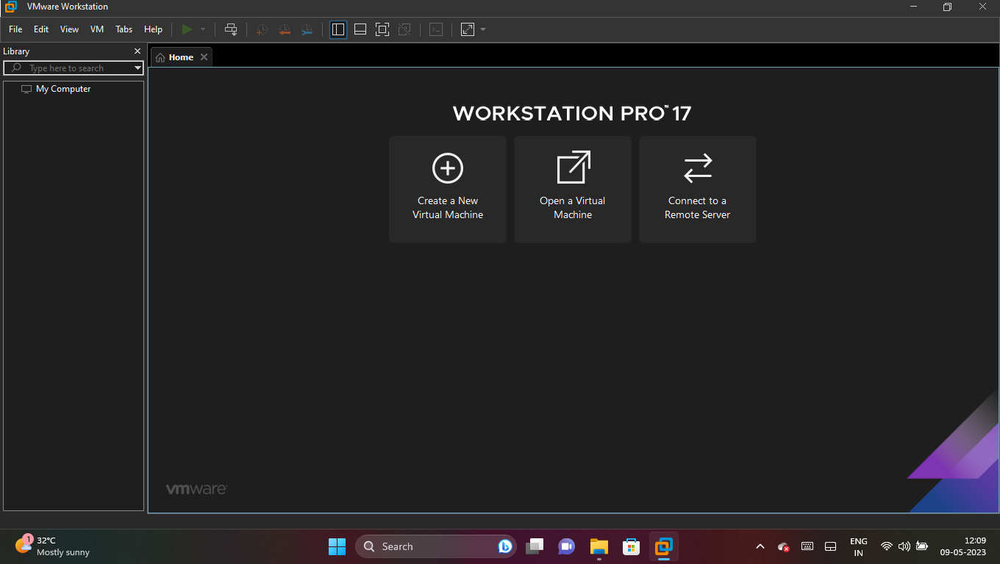 VMware Workstation
File Edit View VM Tabs Help
Library
Home
Type here to search
My Computer
WORKSTATION PRO™ 17
Create a New
Virtual Machine
Open a Virtual
Machine
Connect to a
Remote Server
vmware
1
32°C
Mostly sunny
Search
ENG
IN
12:09
09-05-2023